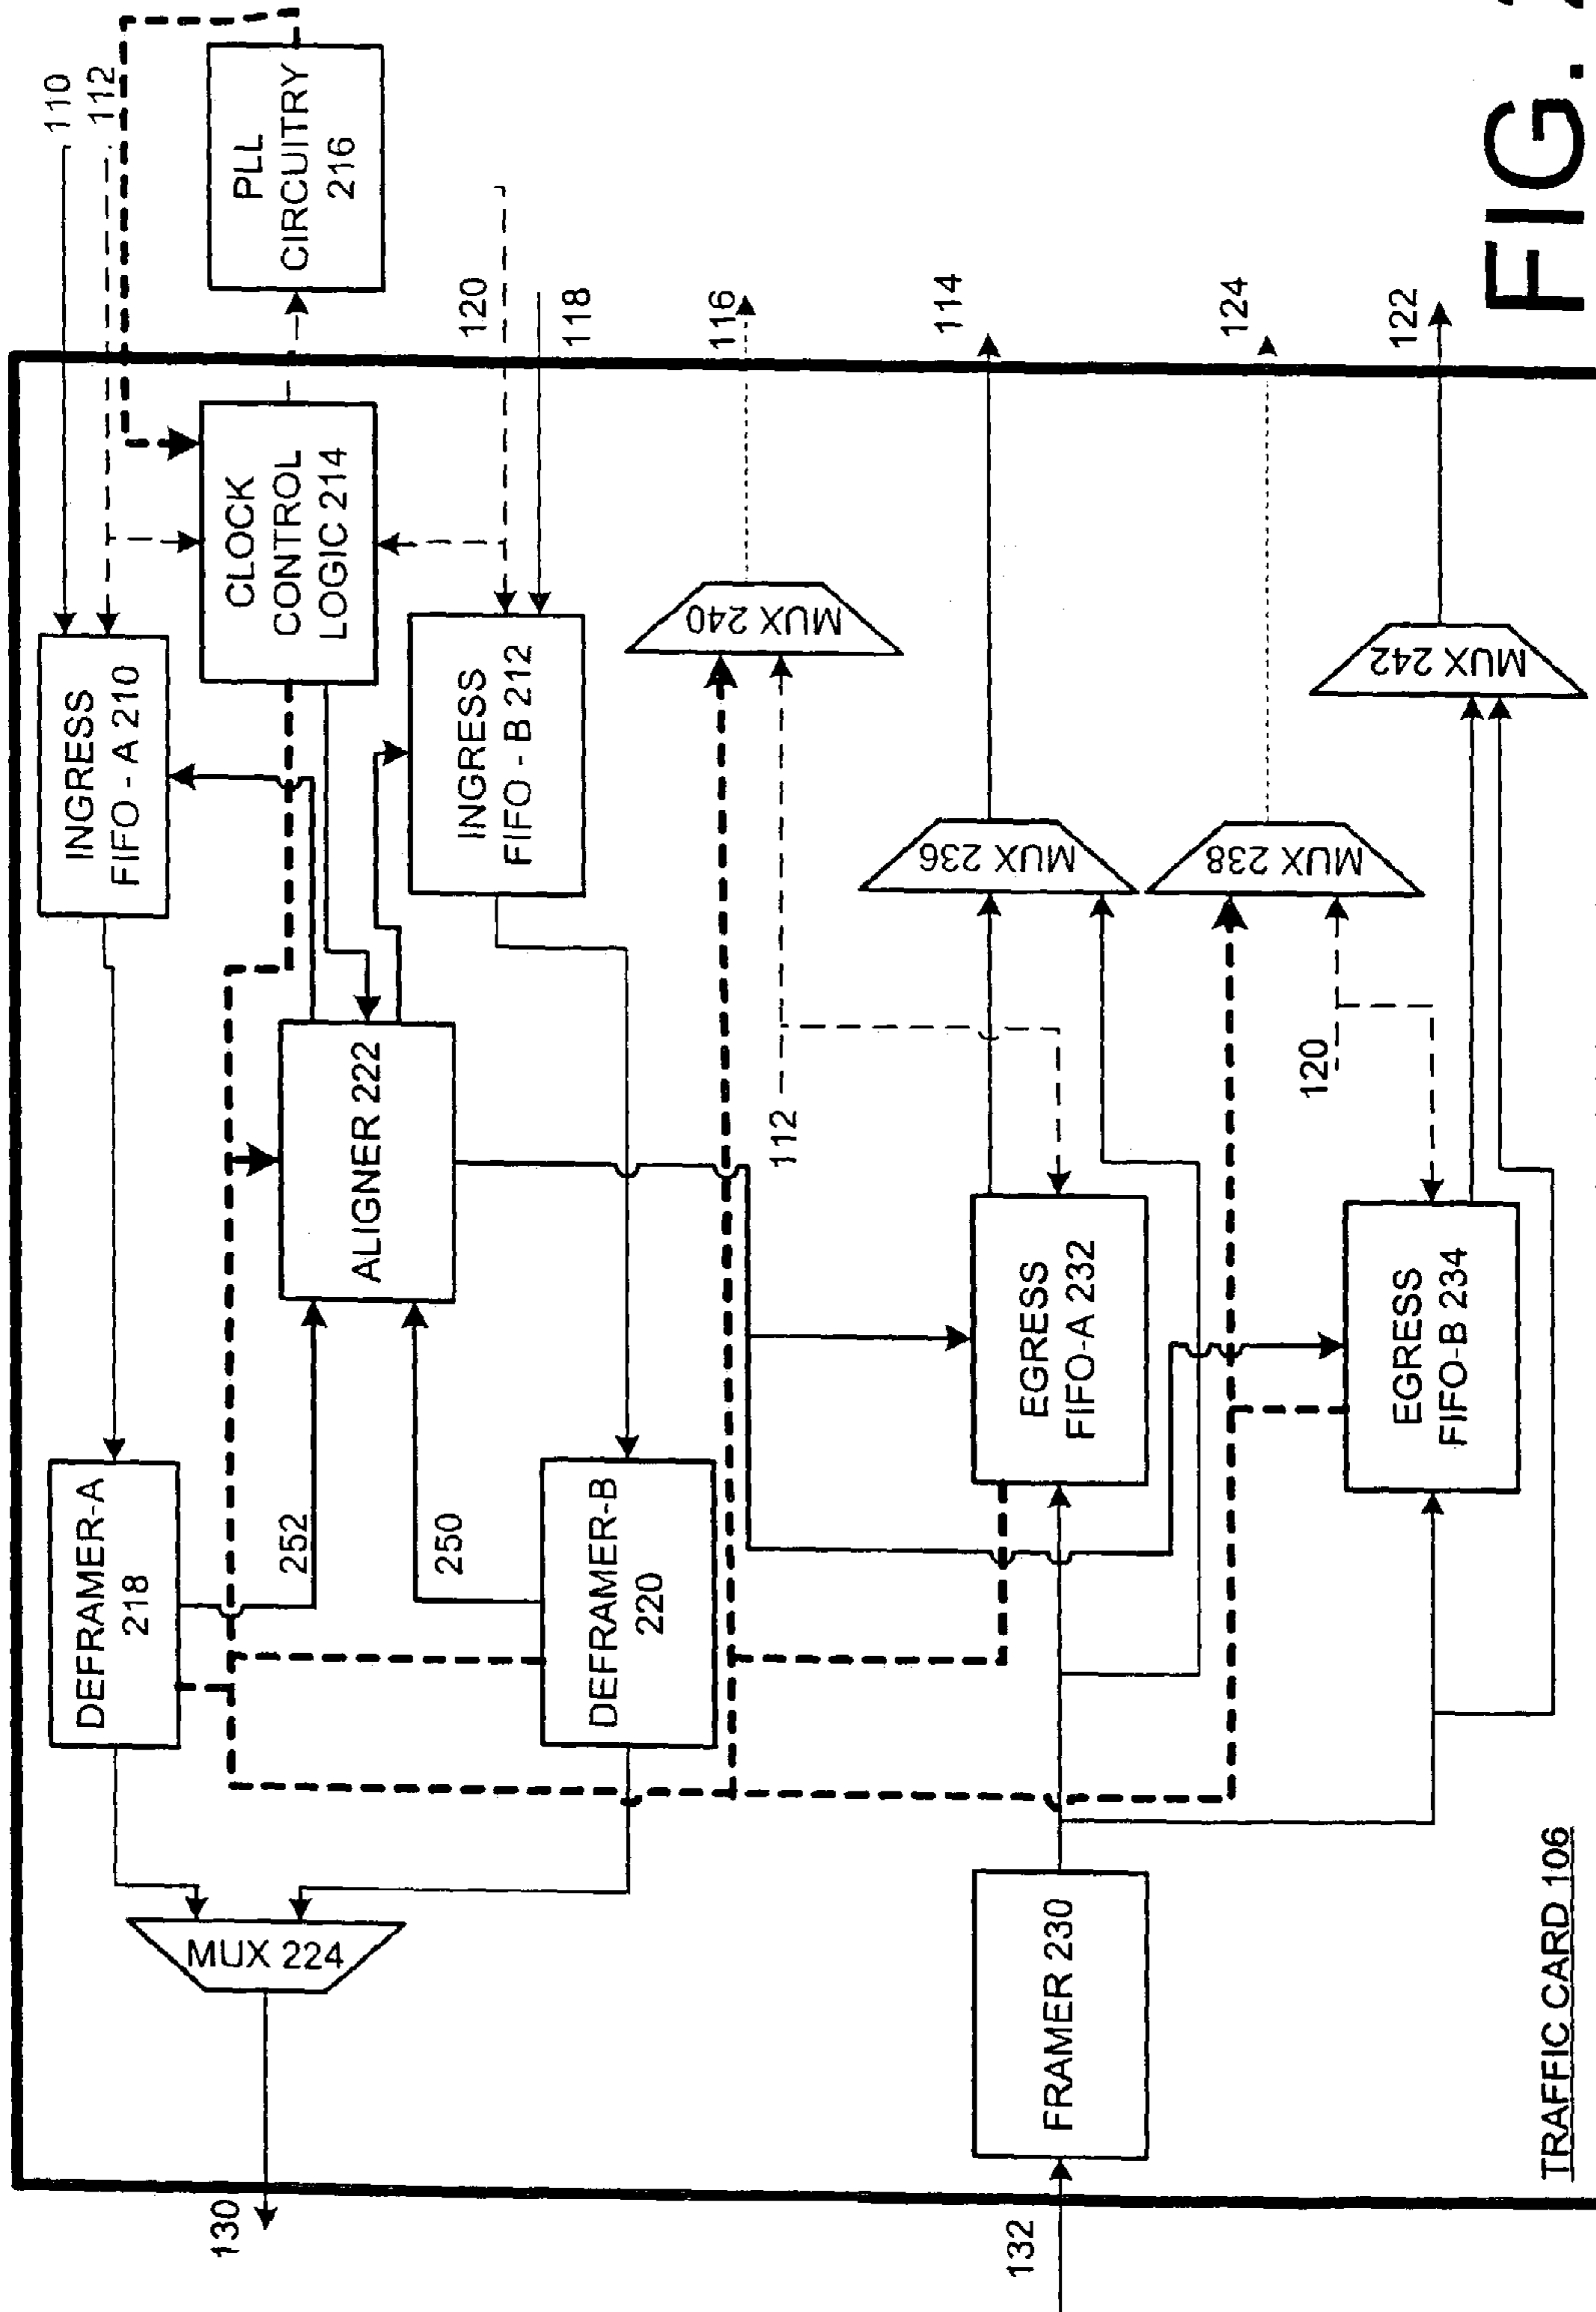 110
112
PLL
CIRCUITRY
216
INGRESS
FIFO - A 210
CLOCK
CONTROL
LOGIC 214
120
118
INGRESS
FIFO - B 212
DEFRAMER-A
218
252
ALIGNER 222
250
DEFRAMER-B
220
MUX 224
130
MUX 240
116
112
MUX 236
114
MUX 238
124
120
MUX 242
122
EGRESS
FIFO-A 232
EGRESS
FIFO-B 234
FRAMER 230
132
TRAFFIC CARD 106
FIG.